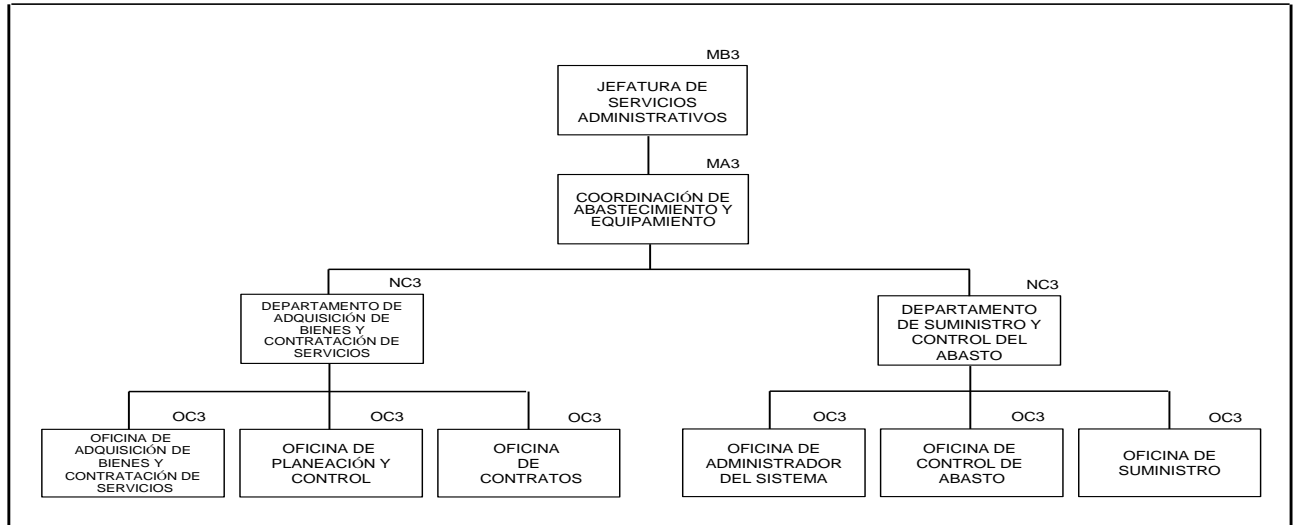 MB3
JEFATURA DE
SERVICIOS
ADMINISTRATIVOS
MA3
COORDINACIÓN DE
ABASTECIMIENTO Y
EQUIPAMIENTO
NC3
DEPARTAMENTO DE
ADQUISICIÓN DE
BIENES Y
CONTRATACIÓN DE
SERVICIOS
NC3
DEPARTAMENTO
DE SUMINISTRO Y
CONTROL DEL
ABASTO
OC3
OFICINA DE
ADQUISICIÓN DE
BIENES Y
CONTRATACIÓN DE
SERVICIOS
OC3
OFICINA DE
PLANEACIÓN Y
CONTROL
OC3
OFICINA
DE
CONTRATOS
OC3
OFICINA DE
ADMINISTRADOR
DEL SISTEMA
OC3
OFICINA DE
CONTROL DE
ABASTO
OC3
OFICINA DE
SUMINISTRO